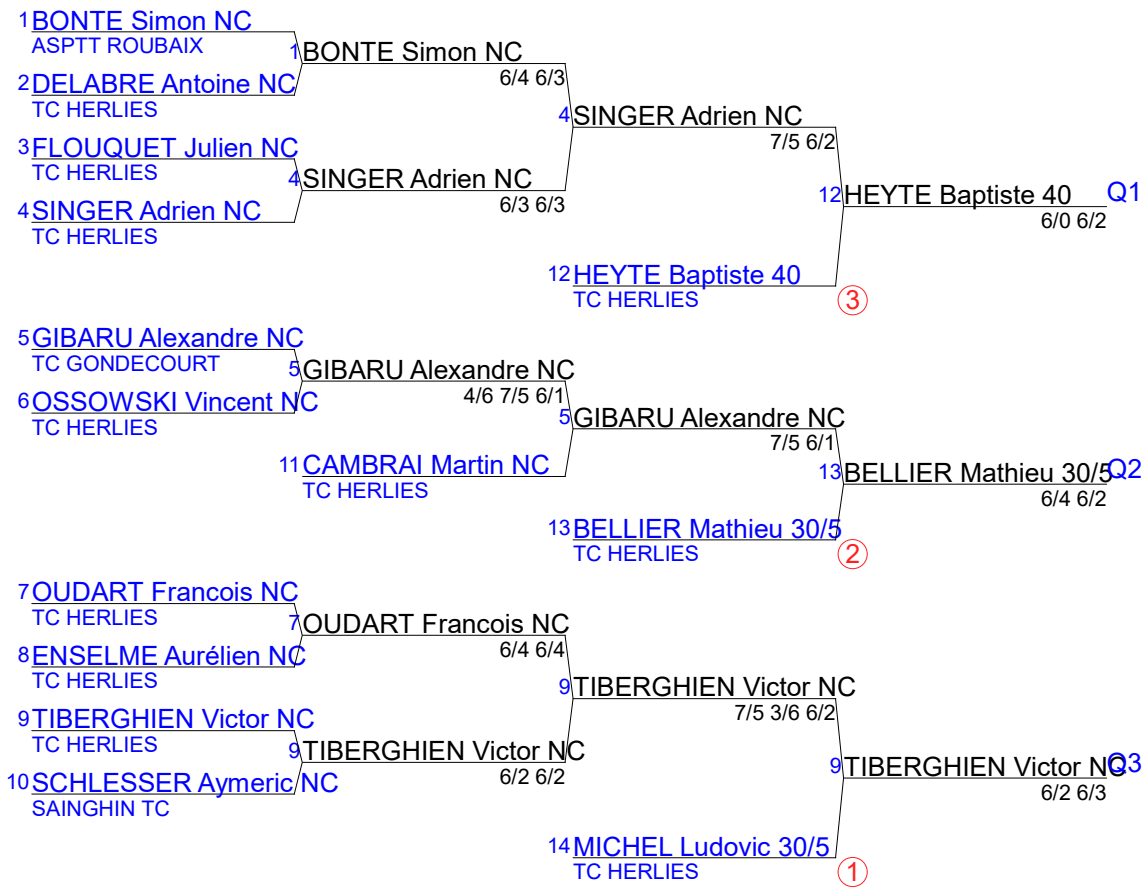 1 BONTE Simon NC
ASPTT ROUBAIX
1 BONTE Simon NC
6/4 6/3
2 DELABRE Antoine NC
TC HERLIES
4 SINGER Adrien NC
7/5 6/2
3 FLOUQUET Julien NC
TC HERLIES
4 SINGER Adrien NC
6/3 6/3
4 SINGER Adrien NC
TC HERLIES
12 HEYTE Baptiste 40 Q1
6/0 6/2
12 HEYTE Baptiste 40
TC HERLIES
3
5 GIBARU Alexandre NC
TC GONDECOURT
5 GIBARU Alexandre NC
4/6 7/5 6/1
6 OSSOWSKI Vincent NC
TC HERLIES
5 GIBARU Alexandre NC
7/5 6/1
11 CAMBRAI Martin NC
TC HERLIES
13 BELLIER Mathieu 30/5 Q2
6/4 6/2
13 BELLIER Mathieu 30/5
TC HERLIES
2
7 OUDART Francois NC
TC HERLIES
7 OUDART Francois NC
6/4 6/4
8 ENSELME Aurélien NC
TC HERLIES
9 TIBERGHIEN Victor NC
7/5 3/6 6/2
9 TIBERGHIEN Victor NC
TC HERLIES
9 TIBERGHIEN Victor NC
6/2 6/2
10 SCHLESSER Aymeric NC
SAINGHIN TC
9 TIBERGHIEN Victor NC Q3
6/2 6/3
14 MICHEL Ludovic 30/5
TC HERLIES
1